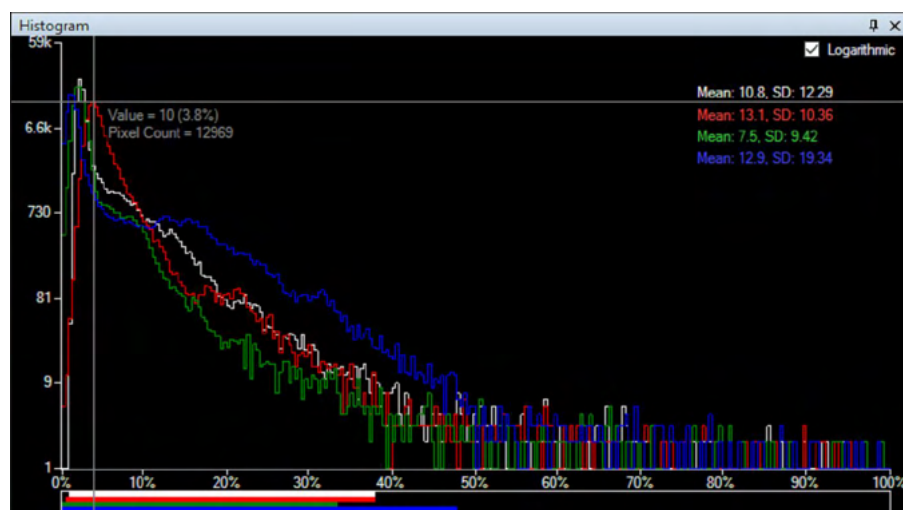 Histogram
59k
Logarithmic
Mean: 10.8, SD: 12.29
Value = 10 (3.8%)
Mean: 13.1, SD: 10.36
6.6k
Pixel Count = 12969
Mean: 7.5, SD: 9.42
Mean: 12.9, SD: 19.34
730
81
9
1
0% 10% 20% 30% 40% 50% 60% 70% 80% 90% 100%